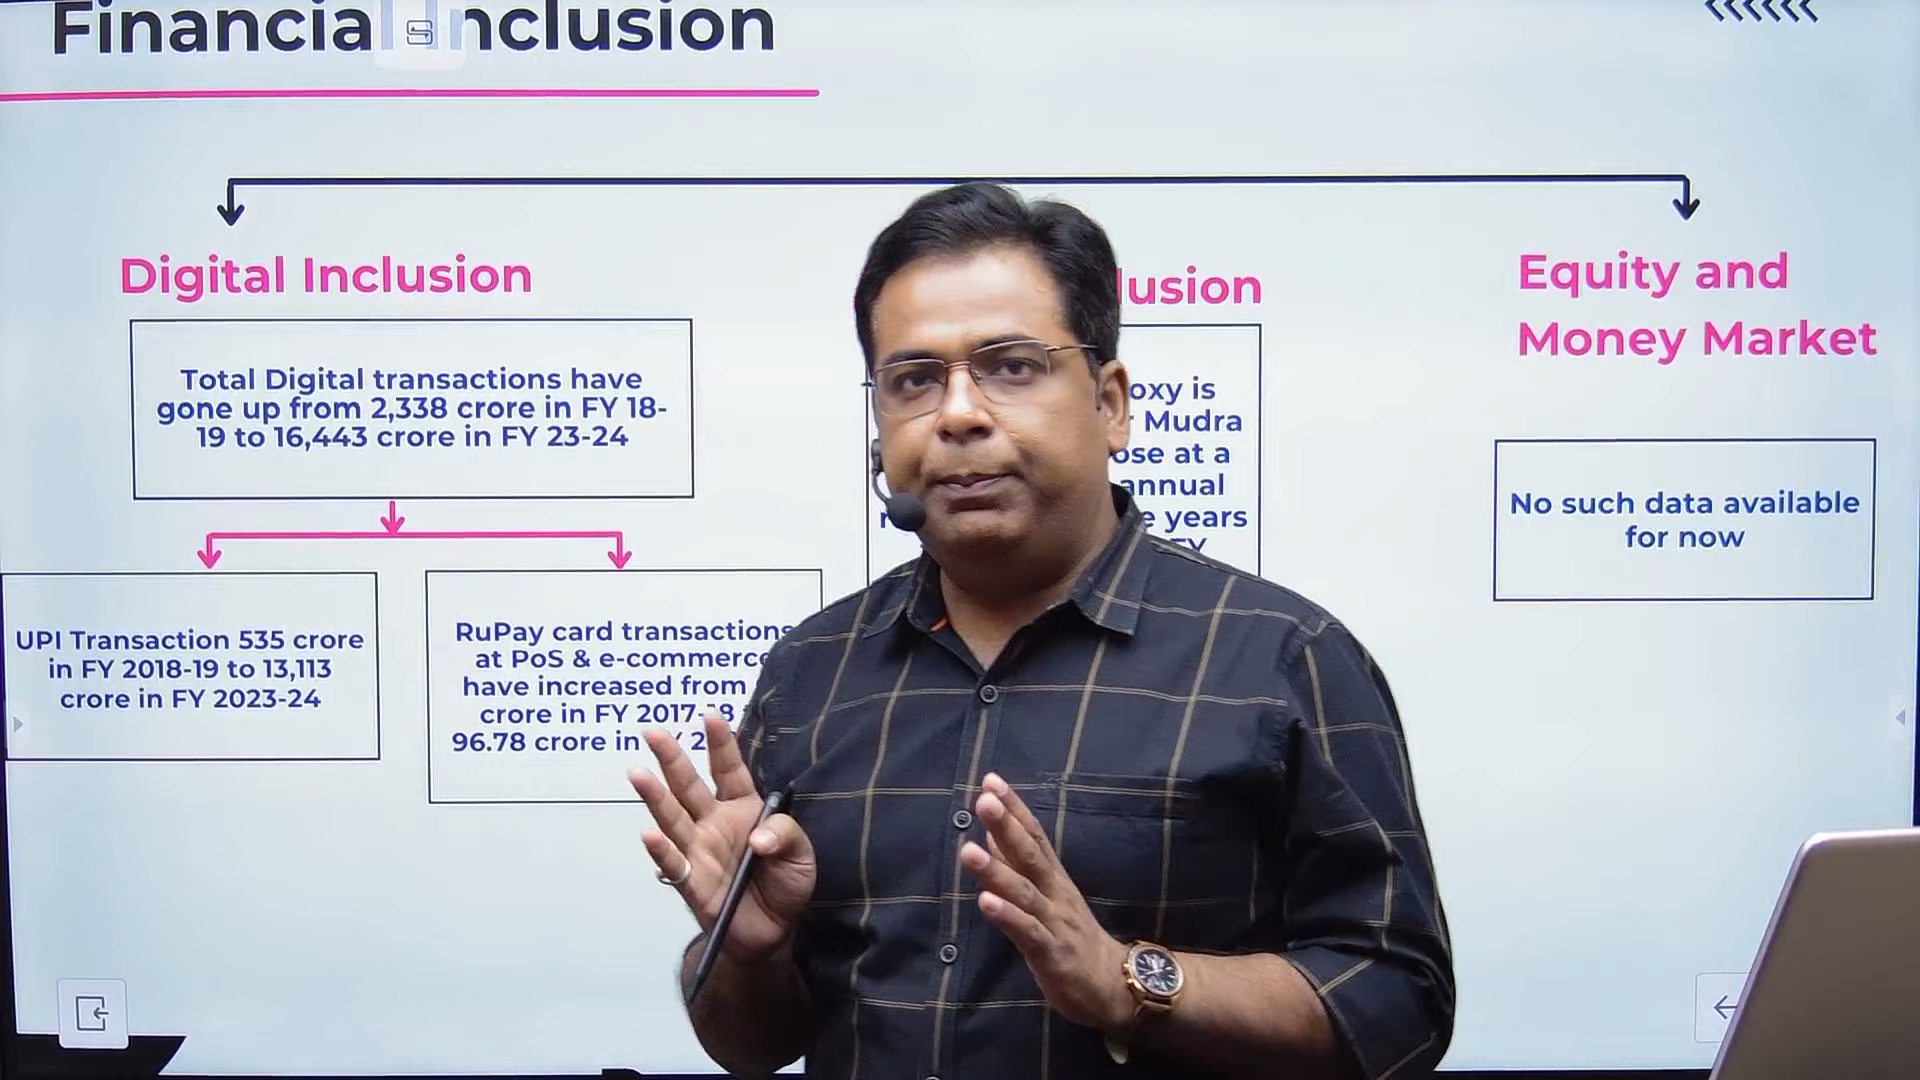 Financial Inclusion
Digital Inclusion
Total Digital transactions have
gone up from 2,338 crore in FY 18-
19 to 16,443 crore in FY 23-24
UPI Transaction 535 crore
in FY 2018-19 to 13,113
crore in FY 2023-24
RuPay card transactions
at PoS & e-commerce
have increased from
crore in FY 2017-18
96.78 crore in
is
Mudra
at a
annual
years
FY
Equity and
Money Market
No such data available
for now